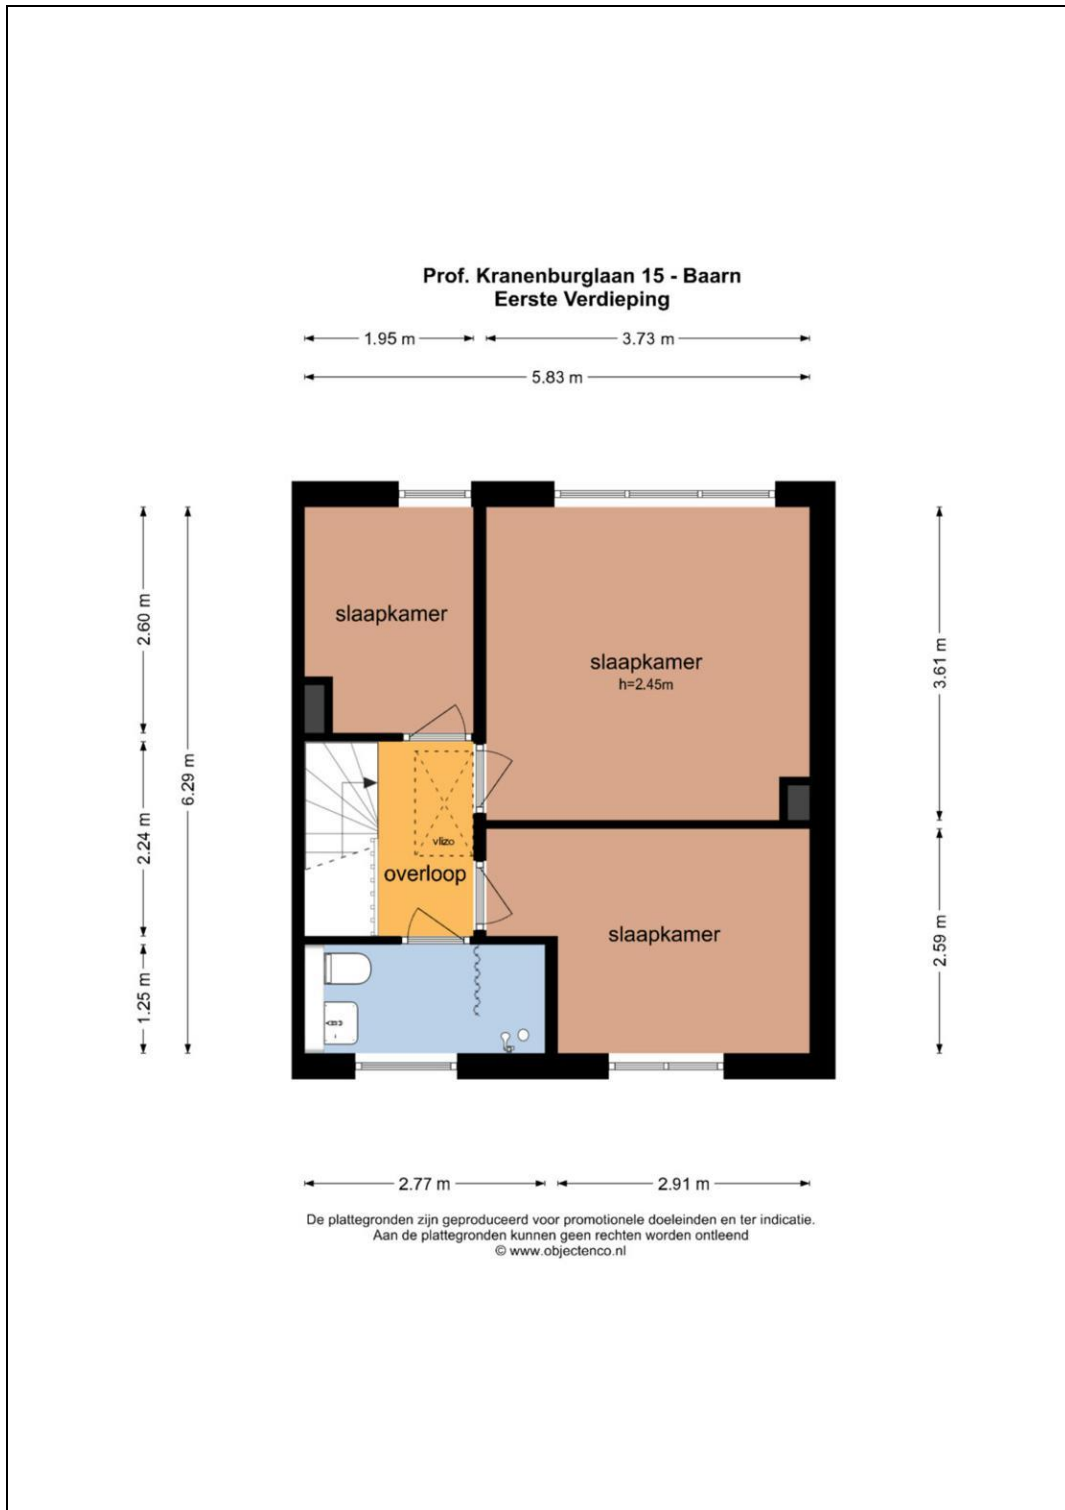 Prof. Kranenburglaan 15 - Baarn
Eerste Verdieping
1.95 m
3.73 m
5.83 m
2.60 m
6.29 m
3.61 m
slaapkamer
slaapkamer
h=2.45m
2.24 m
vlizo
overloop
slaapkamer
2.59 m
1.25 m
2.77 m
2.91 m
De plattegronden zijn geproduceerd voor promotionele doeleinden en ter indicatie.
Aan de plattegronden kunnen geen rechten worden ontleend
© www.objectenco.nl